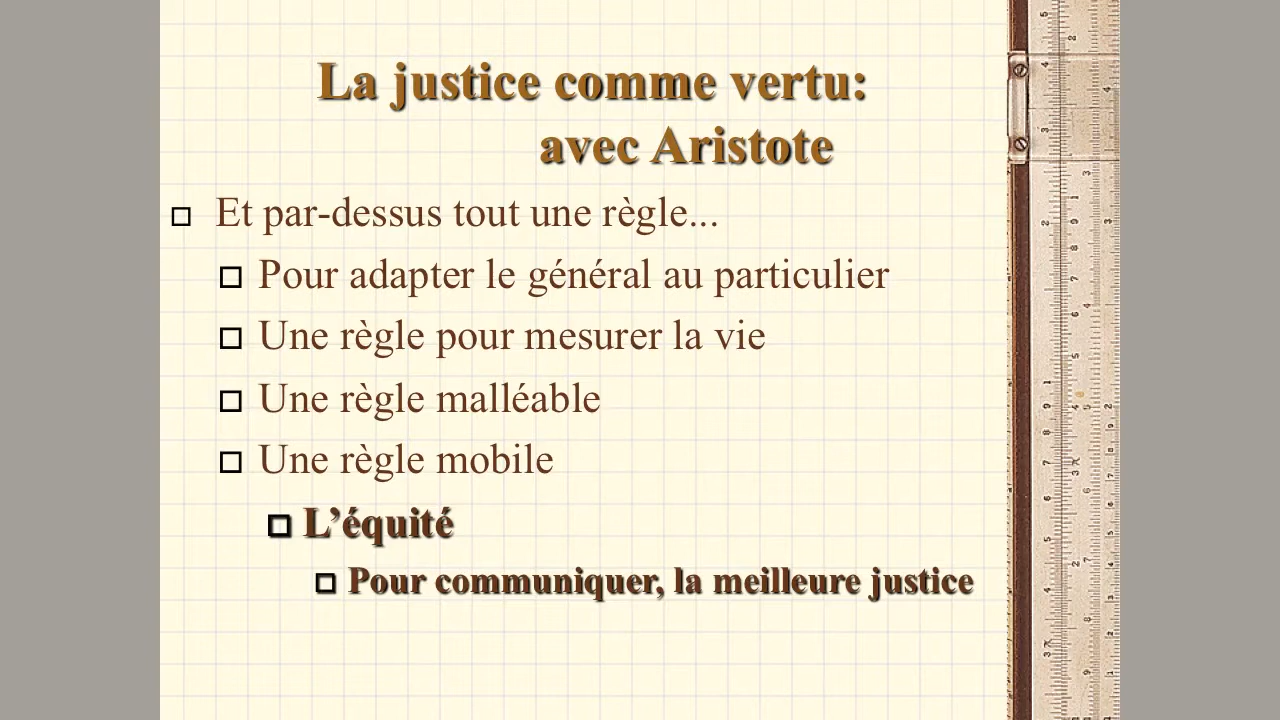 La justice comme vertu:
avec Aristote
Et par-dessus tout une règle...
Pour adapter le général au particulier
Une règle pour mesurer la vie
Une règle malléable
Une règle mobile
L’équité
Pour communiquer, la meilleure justice